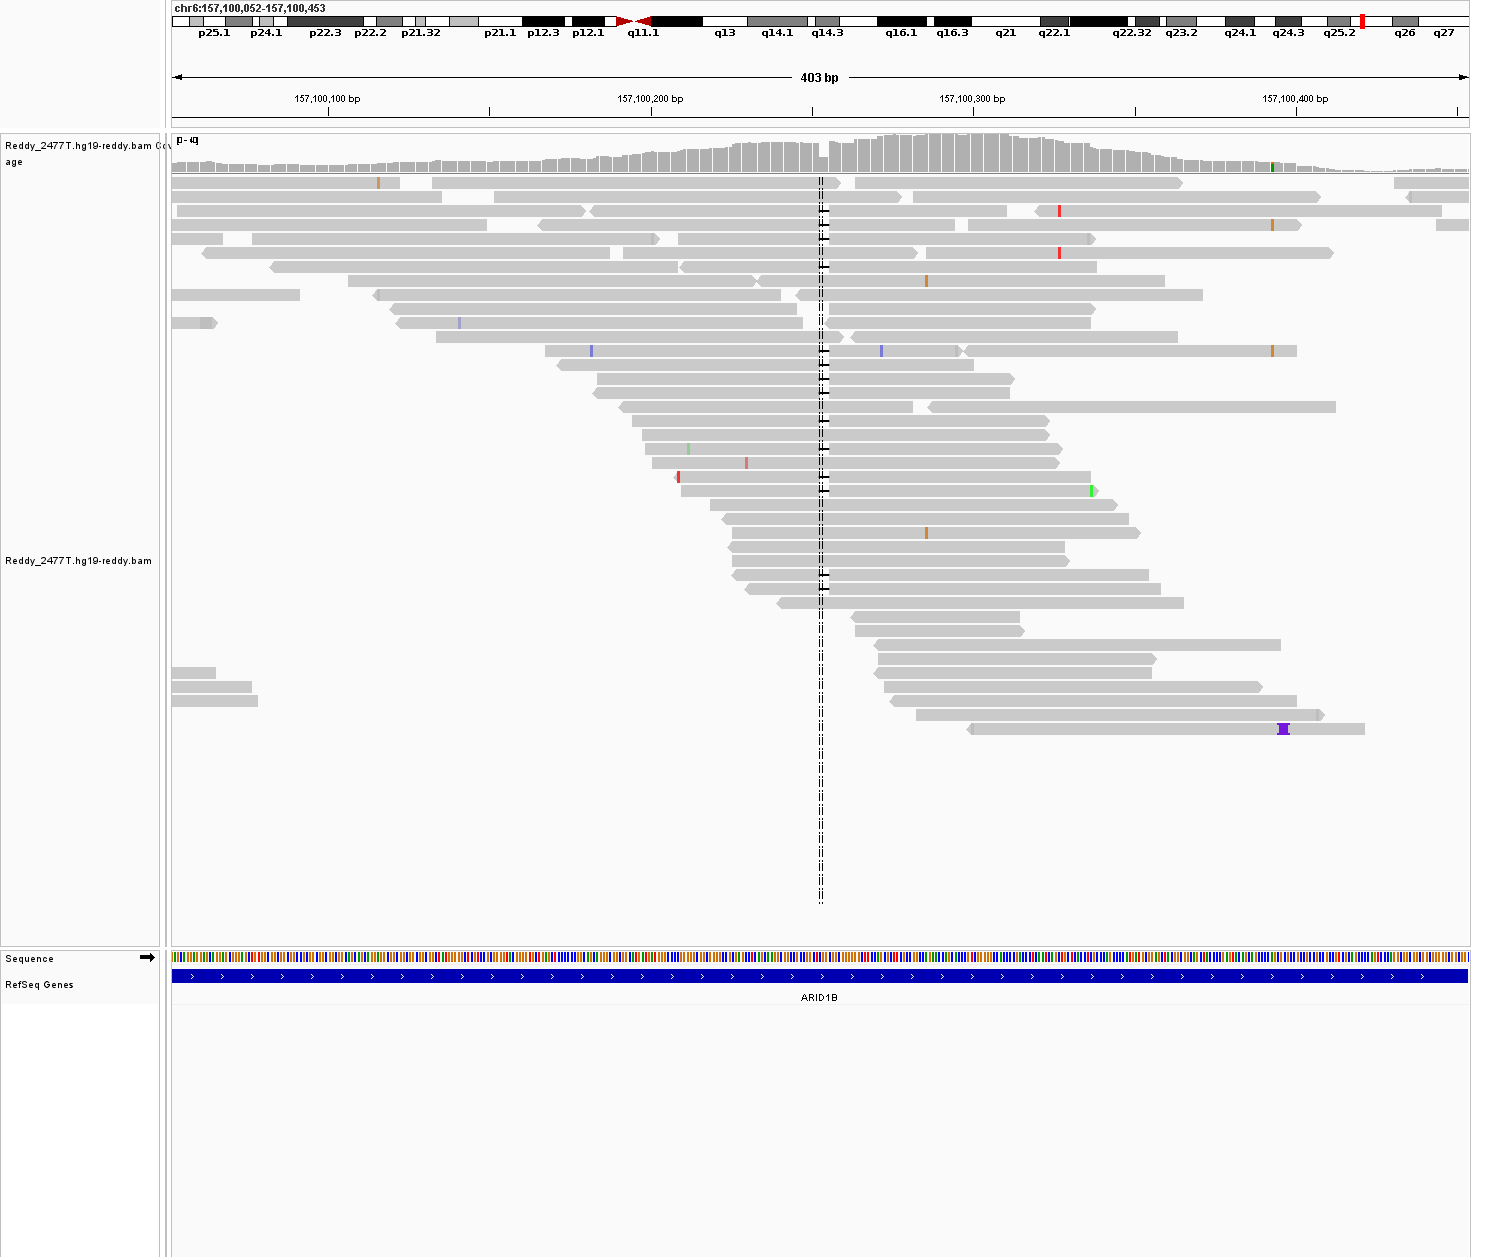 chr6:157,100,052-157,100,453
p25.1 p24.1 p22.3 p22.2 p21.32 p21.1 p12.3 p12.1 q11.1 q13 q14.1 q14.3 q16.1 q16.3 q21 q22.1 q22.32 q23.2 q24.1 q24.3 q25.2 q26 q27
403 bp
157,100,100 bp 157,100,200 bp 157,100,300 bp 157,100,400 bp
Reddy_2477T.hg19-reddy.bam Cov
age
Reddy_2477T.hg19-reddy.bam
Sequence
RefSeq Genes
ARID1B